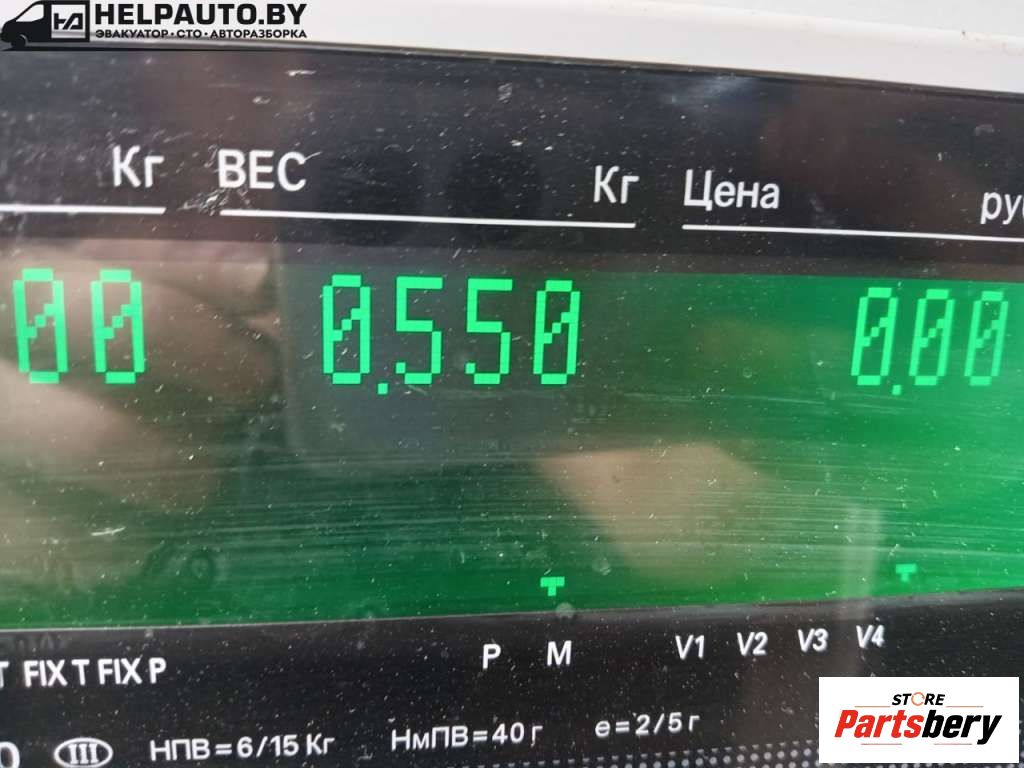 HELPAUTO.BY
ЭВАКУАТОР·СТО·АВТОРАЗБОРКА
Кг ВЕС Кг Цена
00 0.550 0.00
P M V1 V2 V3 V4
FIX T FIX P
III НПВ=6/15 Кг НмПВ=40 г e=2/5 г
STORE
Partsbery